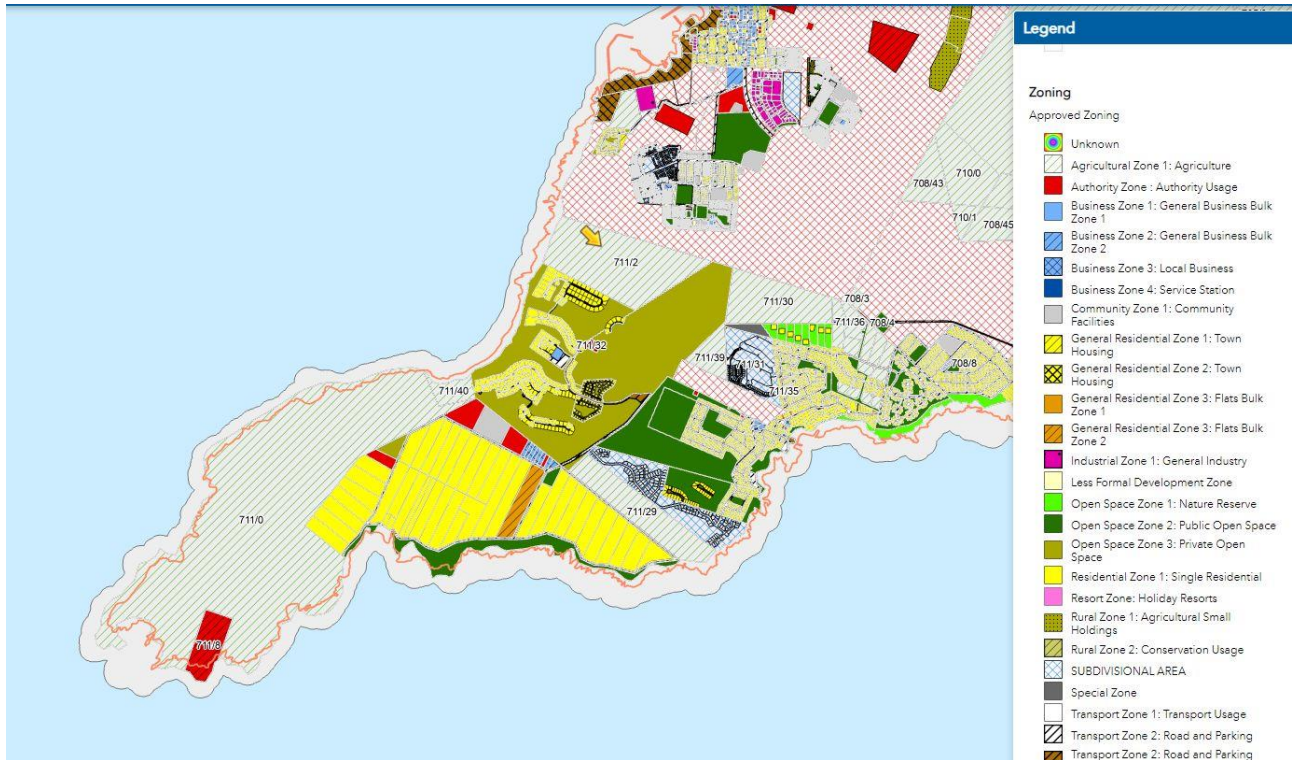 Legend
Zoning
Approved Zoning
Unknown
Agricultural Zone 1: Agriculture
Authority Zone : Authority Usage
Business Zone 1: General Business Bulk
Zone 1
Business Zone 2: General Business Bulk
Zone 2
Business Zone 3: Local Business
Business Zone 4: Service Station
Community Zone 1: Community
Facilities
General Residential Zone 1: Town
Housing
General Residential Zone 2: Town
Housing
General Residential Zone 3: Flats Bulk
Zone 1
General Residential Zone 3: Flats Bulk
Zone 2
Industrial Zone 1: General Industry
Less Formal Development Zone
Open Space Zone 1: Nature Reserve
Open Space Zone 2: Public Open Space
Open Space Zone 3: Private Open
Space
Residential Zone 1: Single Residential
Resort Zone: Holiday Resorts
Rural Zone 1: Agricultural Small
Holdings
Rural Zone 2: Conservation Usage
SUBDIVISIONAL AREA
Special Zone
Transport Zone 1: Transport Usage
Transport Zone 2: Road and Parking
Transport Zone 2: Road and Parking
708/43
710/0
710/1
708/45
711/2
711/30
708/3
711/36
708/4
711/32
711/39
711/31
708/8
711/35
711/40
711/29
711/0
711/8